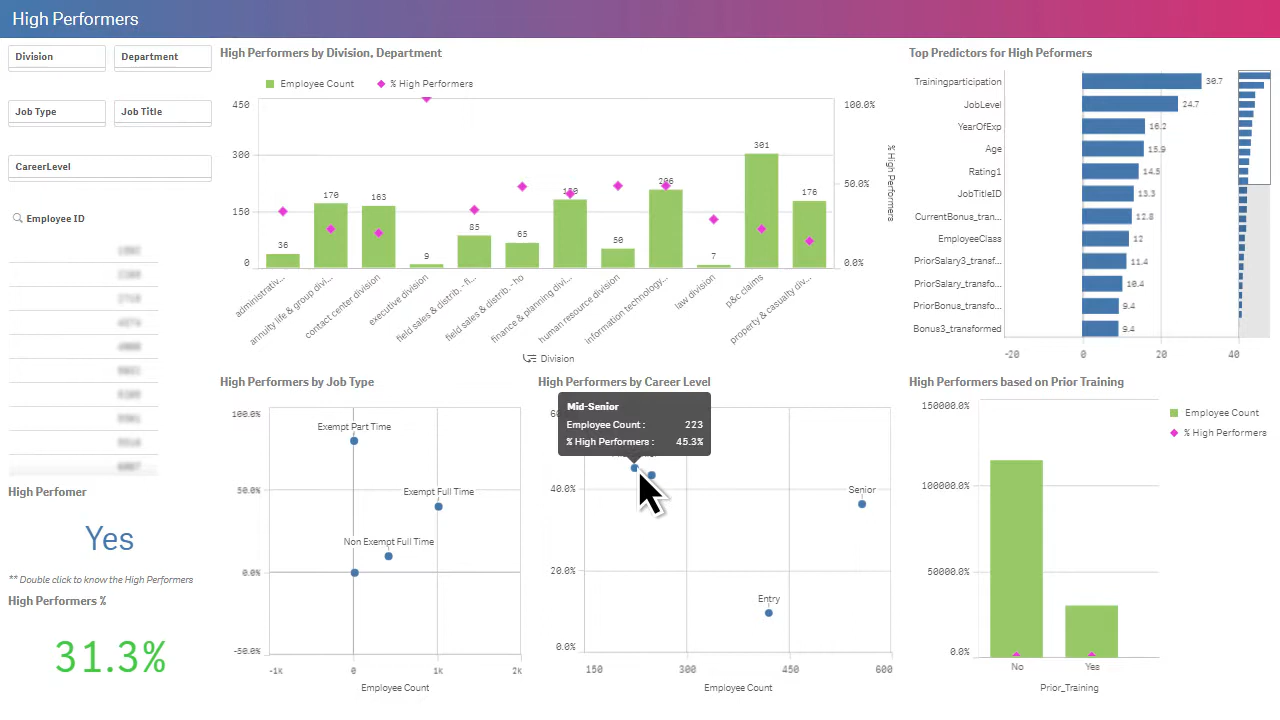 High Performers
Division
Department
Job Type
Job Title
CareerLevel
Employee ID
High Perfomer
Yes
** Double click to know the High Performers
High Performers %
31.3%
High Performers by Division, Department
Employee Count
% High Performers
450
300
150
0
100.0%
50.0%
0.0%
% High Performers
36
170
163
9
85
65
50
7
301
176
administrativ...
annuity life & group divi...
contact center division
executive division
field sales & distrib. - fi...
field sales & distrib. - ho
finance & planning divi...
human resource division
information technology...
law division
p&c claims
property & casualty div...
Division
Top Predictors for High Peformers
Trainingparticipation 30.7
JobLevel 24.7
YearOfExp 16.2
Age 15.9
Rating1 14.5
JobTitleID 13.3
CurrentBonus_tran... 12.8
EmployeeClass 12
PriorSalary3_transf... 11.4
PriorSalary_transfo... 10.4
PriorBonus_transfo... 9.4
Bonus3_transformed 9.4
-20 0 20 40
High Performers by Job Type
100.0%
50.0%
0.0%
-50.0%
Exempt Part Time
Exempt Full Time
Non Exempt Full Time
-1k 0 1k 2k
Employee Count
High Performers by Career Level
Mid-Senior
Employee Count : 223
% High Performers : 45.3%
40.0%
20.0%
0.0%
Senior
Entry
150 300 450 600
Employee Count
High Performers based on Prior Training
150000.0%
100000.0%
50000.0%
0.0%
Employee Count
% High Performers
No Yes
Prior_Training